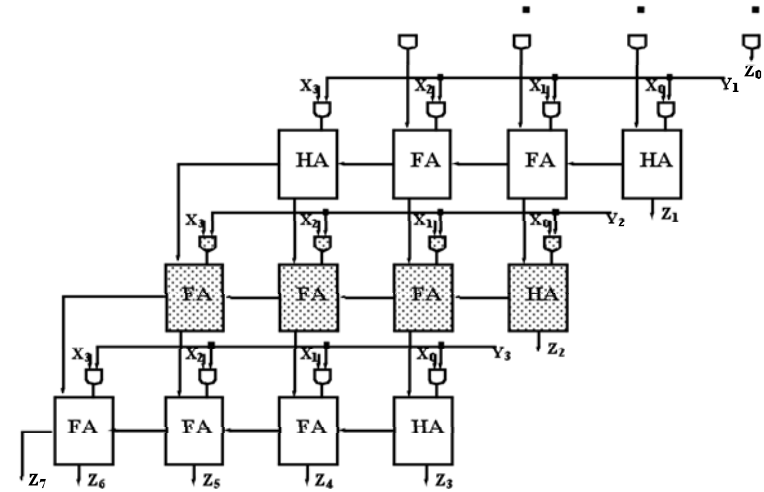 Z0
X3 X2 X1 X0 Y1
HA FA FA HA
Z1
X3 X2 X1 X0 Y2
FA FA FA HA
Z2
X3 X2 X1 X0 Y3
FA FA FA HA
Z7 Z6 Z5 Z4 Z3